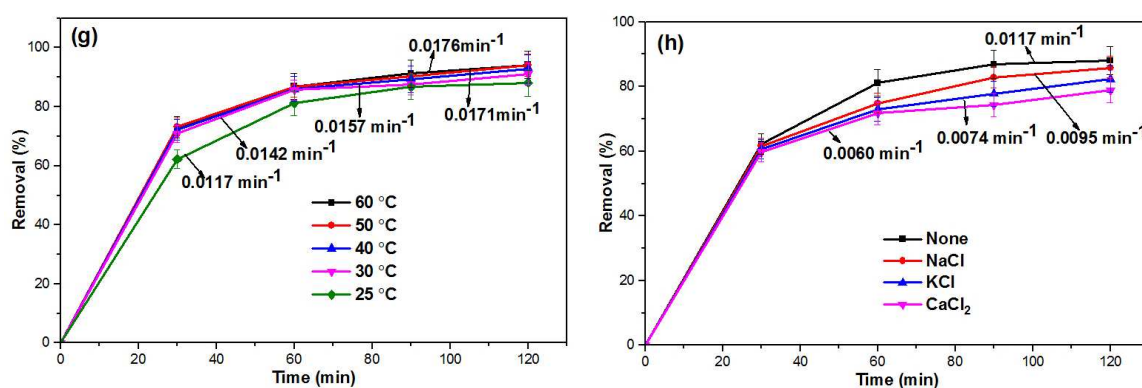 (g)
100
80
60
40
20
0
Removal (%)
0 20 40 60 80 100 120
Time (min)
0.0176min⁻¹
0.0171min⁻¹
0.0157 min⁻¹
0.0142 min⁻¹
0.0117 min⁻¹
60 °C
50 °C
40 °C
30 °C
25 °C
(h)
100
80
60
40
20
0
Removal (%)
0 20 40 60 80 100 120
Time (min)
0.0117 min⁻¹
0.0074 min⁻¹
0.0095 min⁻¹
0.0060 min⁻¹
None
NaCl
KCl
CaCl₂